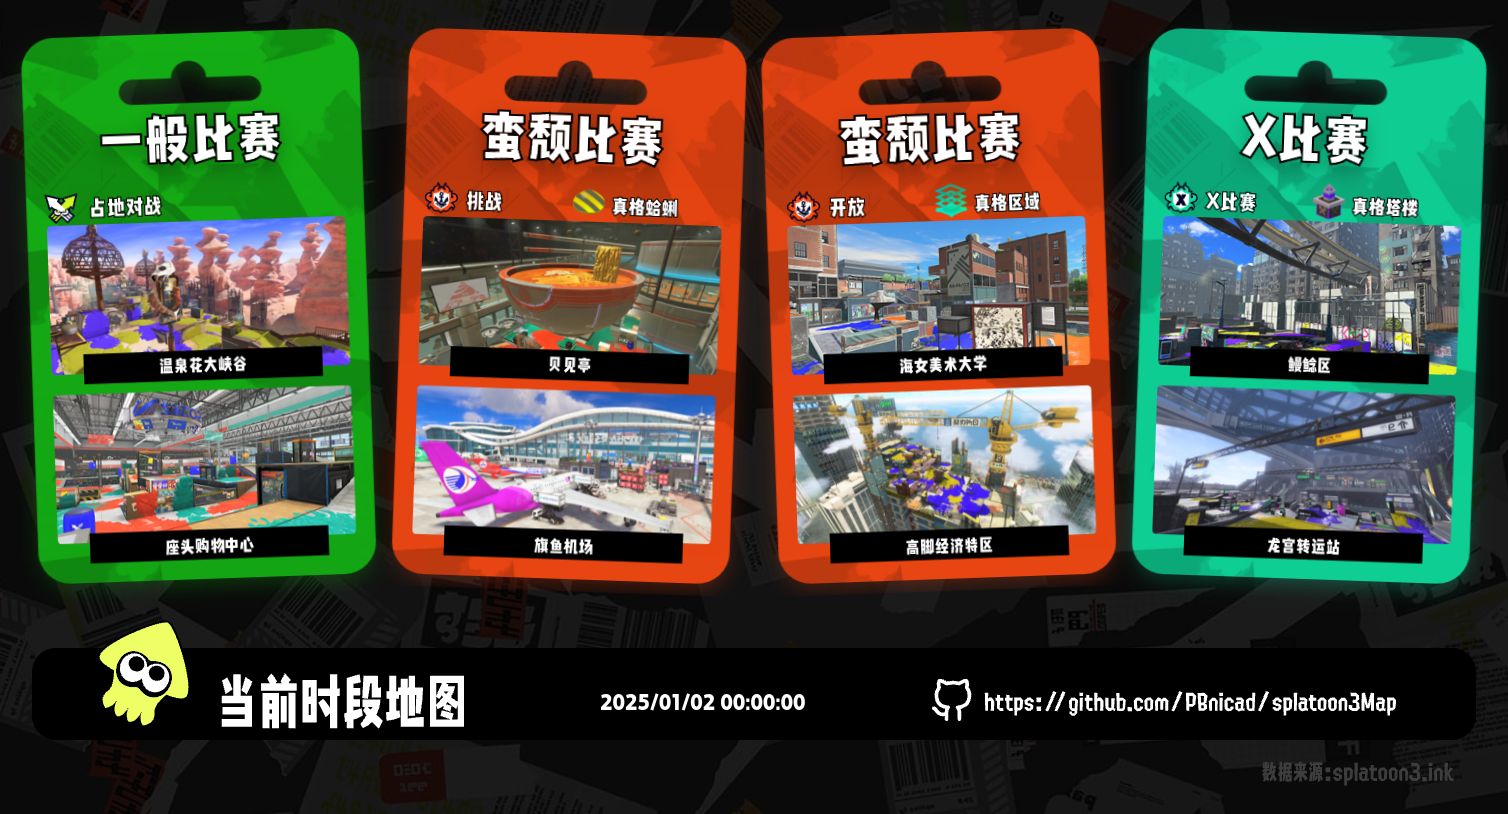 一般比赛
占地对战
温泉花大峡谷
座头购物中心
蛮颓比赛
挑战
真格蛤蜊
贝贝亭
旗鱼机场
蛮颓比赛
开放
真格区域
海女美术大学
高脚经济特区
X比赛
X比赛
真格塔楼
鳗鲶区
龙宫转运站
当前时段地图
2025/01/02 00:00:00
https://github.com/PBnicad/splatoon3Map
数据来源:splatoon3.ink